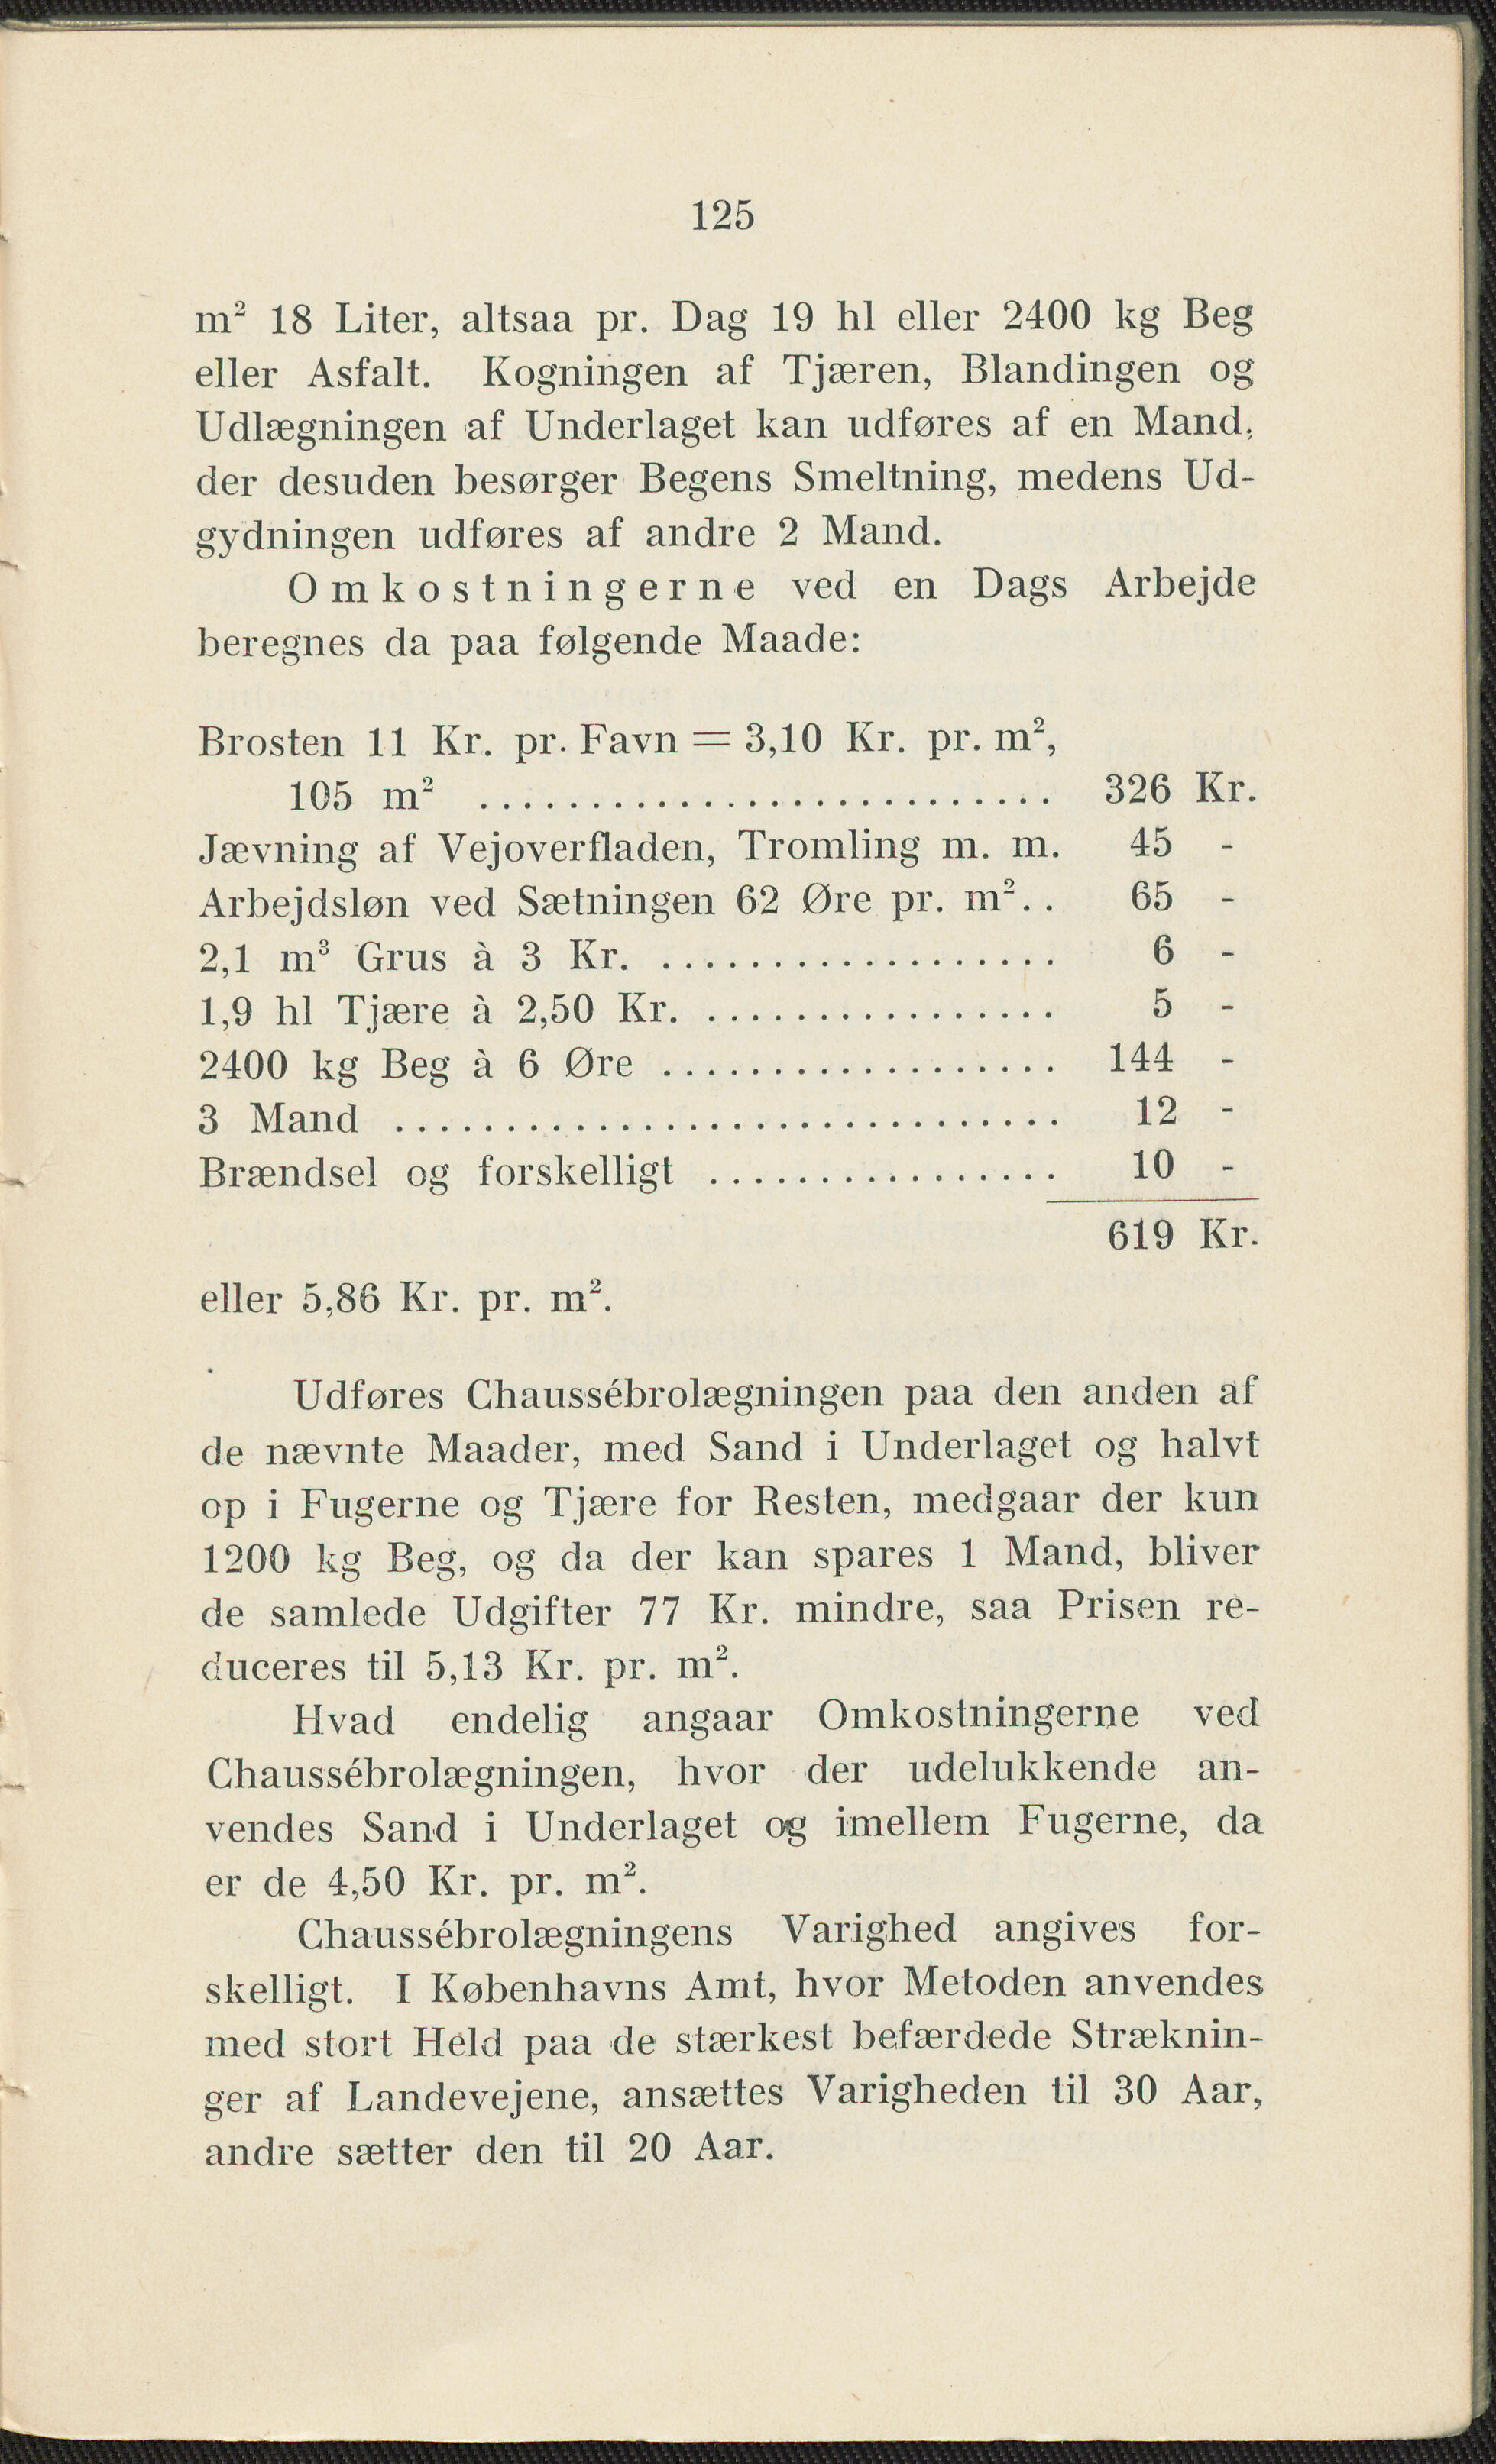 125
m² 18 Liter, altsaa pr. Dag 19 hl eller 2400 kg Beg
eller Asfalt. Kogningen af Tjæren, Blandingen og
Udlægningen af Underlaget kan udføres af en Mand,
der desuden besørger Begens Smeltning, medens Ud-
gydningen udføres af andre 2 Mand.
Omkostningerne ved en Dags Arbejde
beregnes da paa følgende Maade:
Brosten 11 Kr. pr. Favn = 3,10 Kr. pr. m²,
105 m² .......................... 326 Kr.
Jævning af Vejoverfladen, Tromling m. m. 45 -
Arbejdsløn ved Sætningen 62 Øre pr. m².. 65 -
2,1 m³ Grus à 3 Kr. .................. 6 -
1,9 hl Tjære à 2,50 Kr. ................ 5 -
2400 kg Beg à 6 Øre .................. 144 -
3 Mand .............................. 12 -
Brændsel og forskelligt ................ 10 -
619 Kr.
eller 5,86 Kr. pr. m².
Udføres Chaussébrolægningen paa den anden af
de nævnte Maader, med Sand i Underlaget og halvt
op i Fugerne og Tjære for Resten, medgaar der kun
1200 kg Beg, og da der kan spares 1 Mand, bliver
de samlede Udgifter 77 Kr. mindre, saa Prisen re-
duceres til 5,13 Kr. pr. m².
Hvad endelig angaar Omkostningerne ved
Chaussébrolægningen, hvor der udelukkende an-
vendes Sand i Underlaget og imellem Fugerne, da
er de 4,50 Kr. pr. m².
Chaussébrolægningens Varighed angives for-
skelligt. I Københavns Amt, hvor Metoden anvendes
med stort Held paa de stærkest befærdede Stræknin-
ger af Landevejene, ansættes Varigheden til 30 Aar,
andre sætter den til 20 Aar.